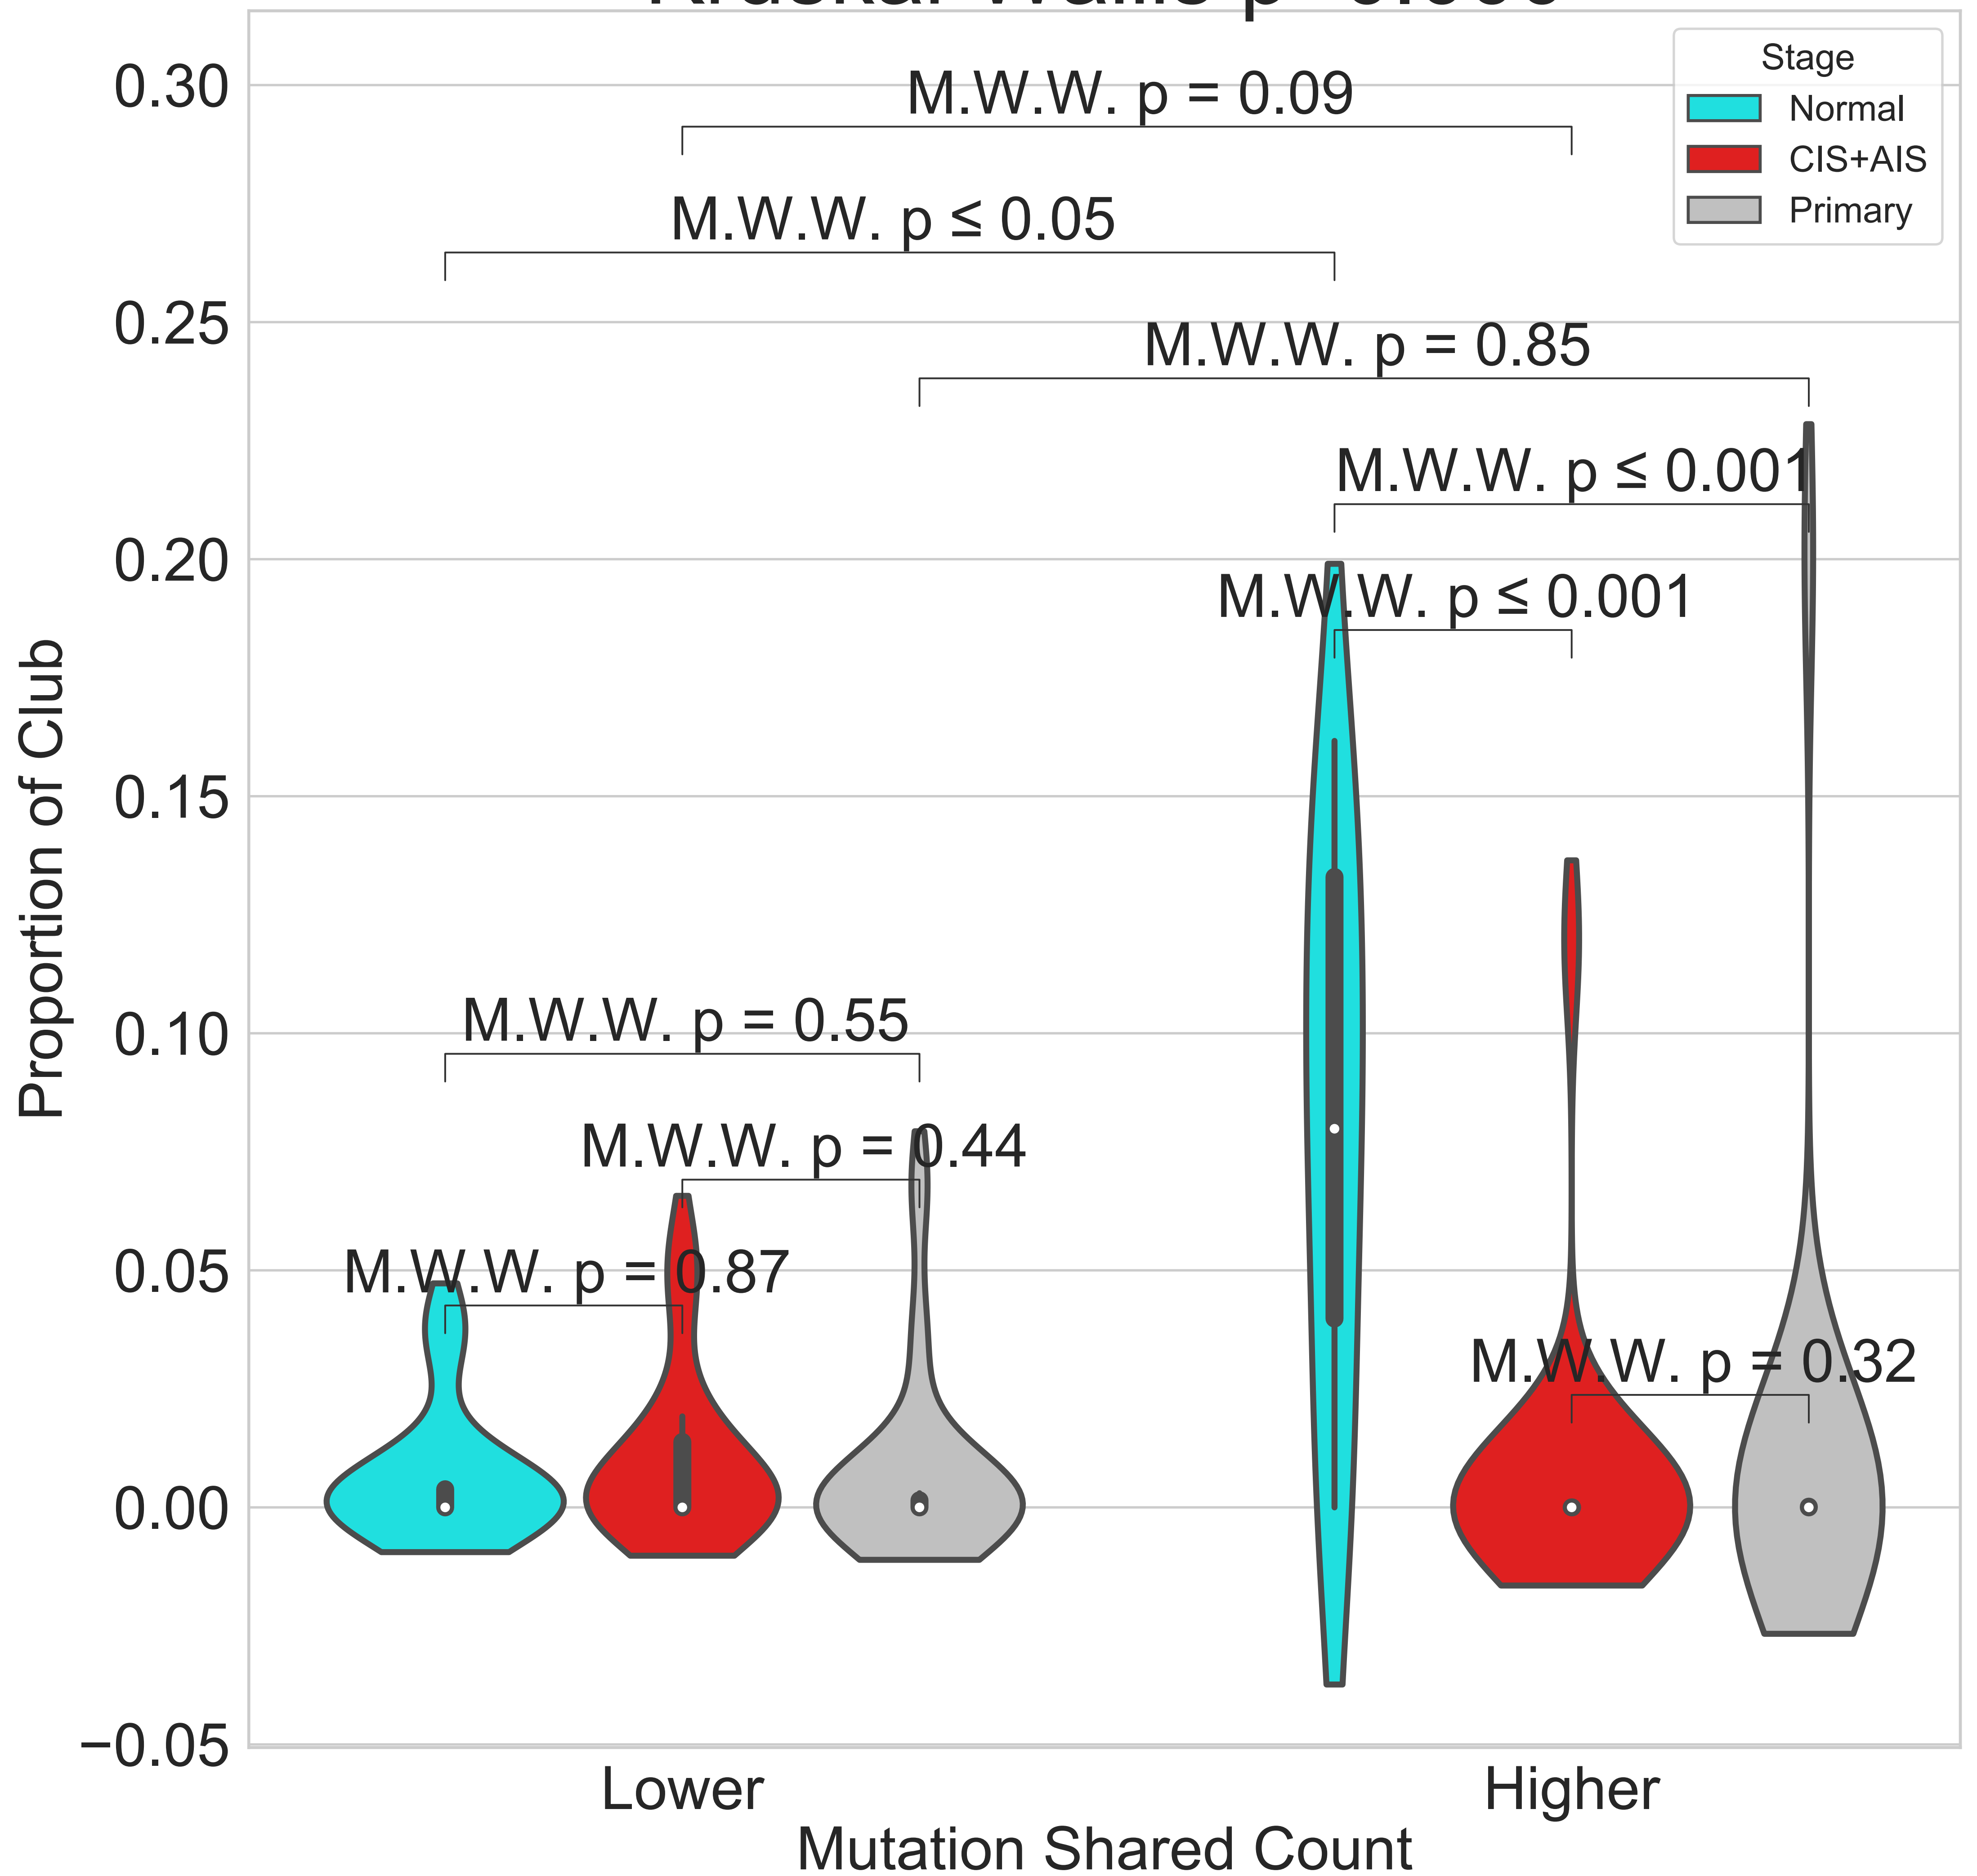 Stage
Normal
CIS+AIS
Primary
M.W.W. p = 0.09
M.W.W. p ≤ 0.05
M.W.W. p = 0.85
M.W.W. p ≤ 0.001
M.W.W. p ≤ 0.001
M.W.W. p = 0.55
M.W.W. p = 0.44
M.W.W. p = 0.87
M.W.W. p = 0.32
0.30
0.25
0.20
0.15
0.10
0.05
0.00
−0.05
Proportion of Club
Lower
Higher
Mutation Shared Count